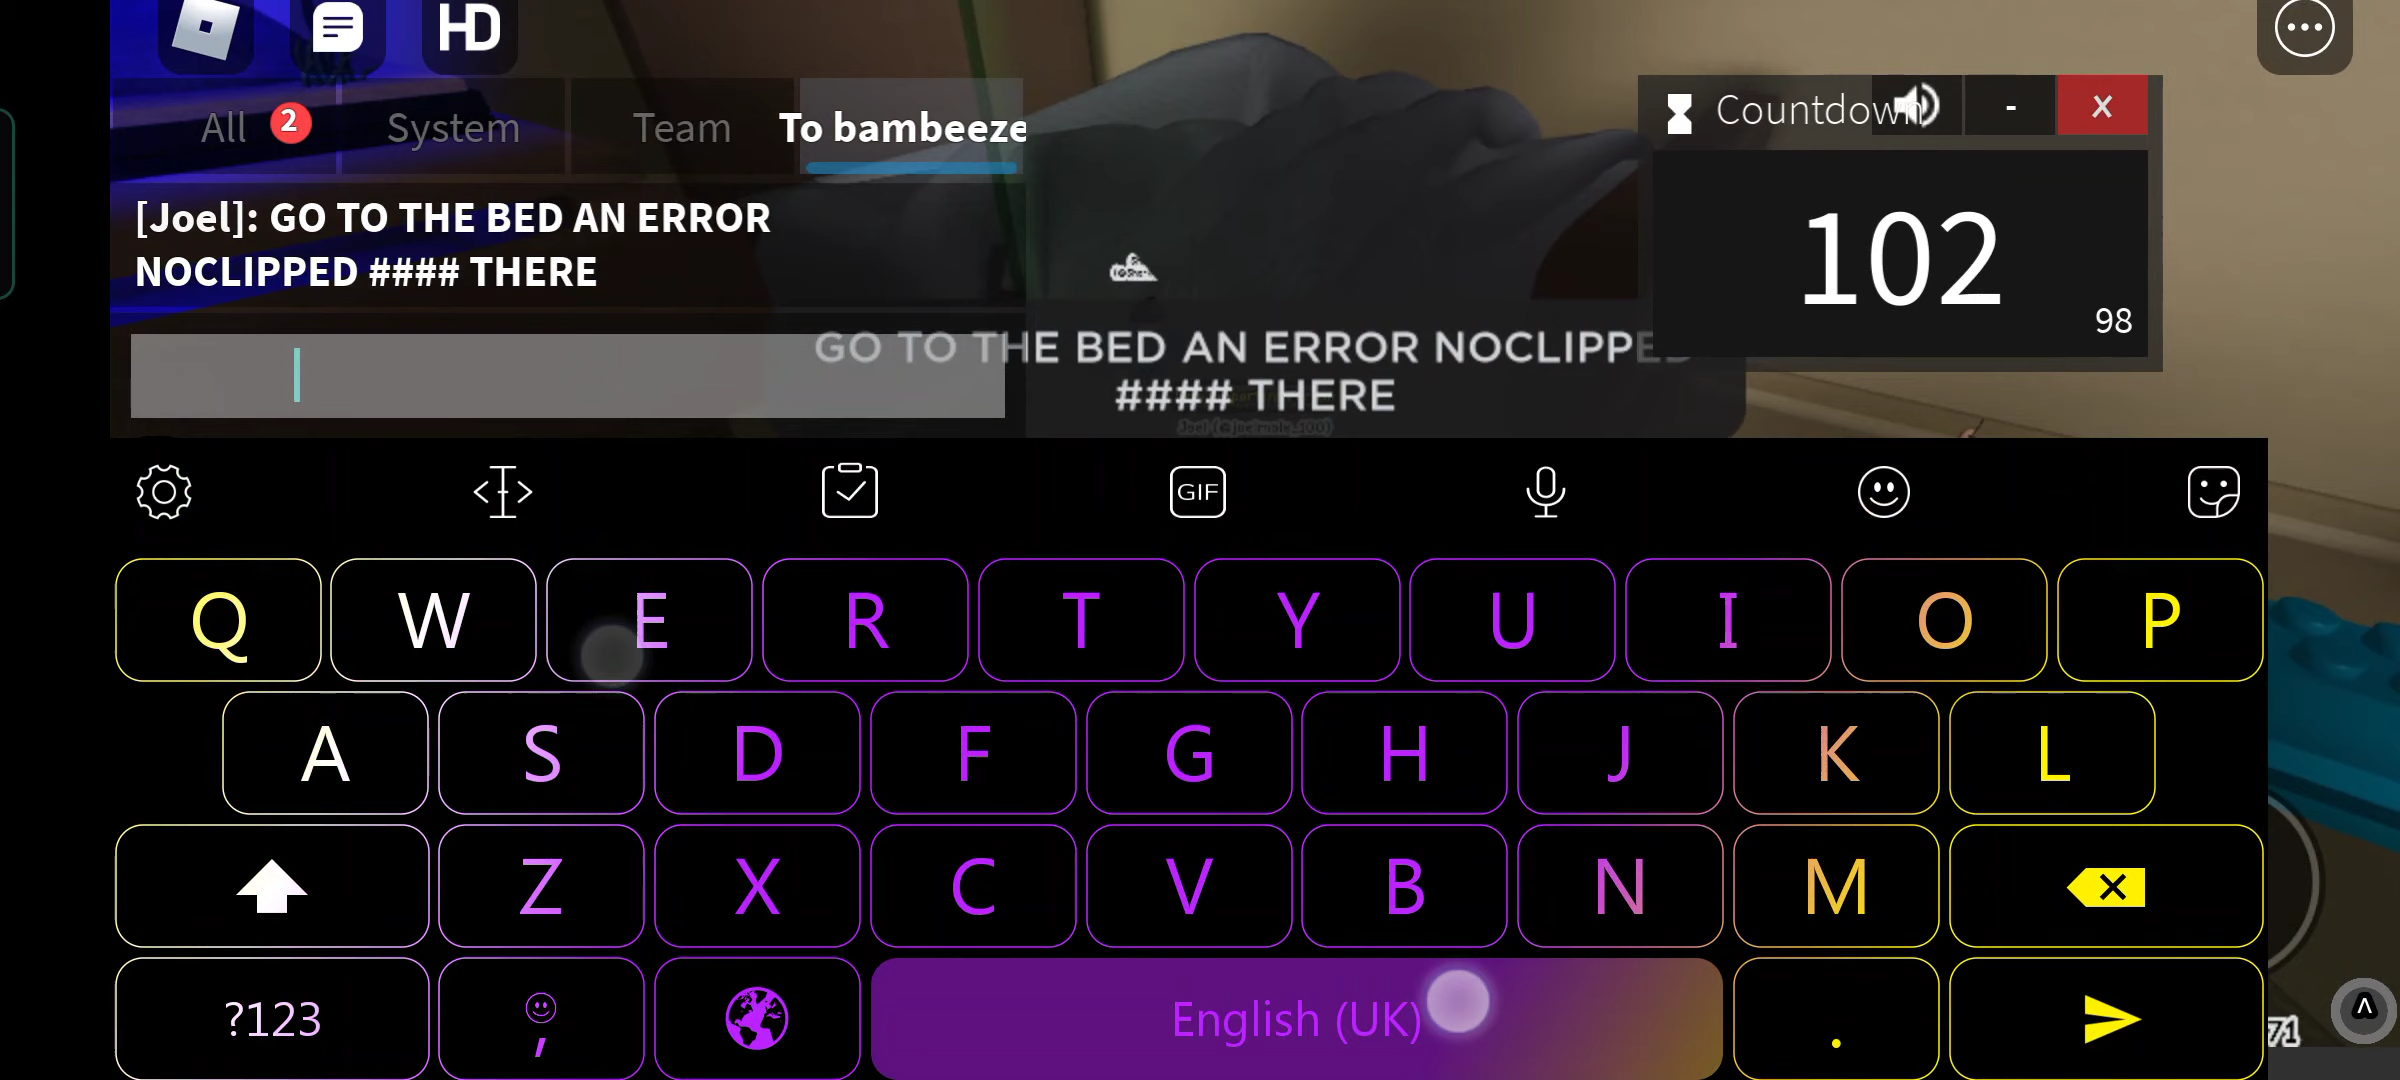 HD
All 2 System Team To bambeeze
[Joel]: GO TO THE BED AN ERROR
NOCLIPPED #### THERE
Countdown - X
102
98
GO TO THE BED AN ERROR NOCLIPPED
#### THERE
GIF
Q W E R T Y U I O P
A S D F G H J K L
Z X C V B N M
?123 , English (UK) .
71
^